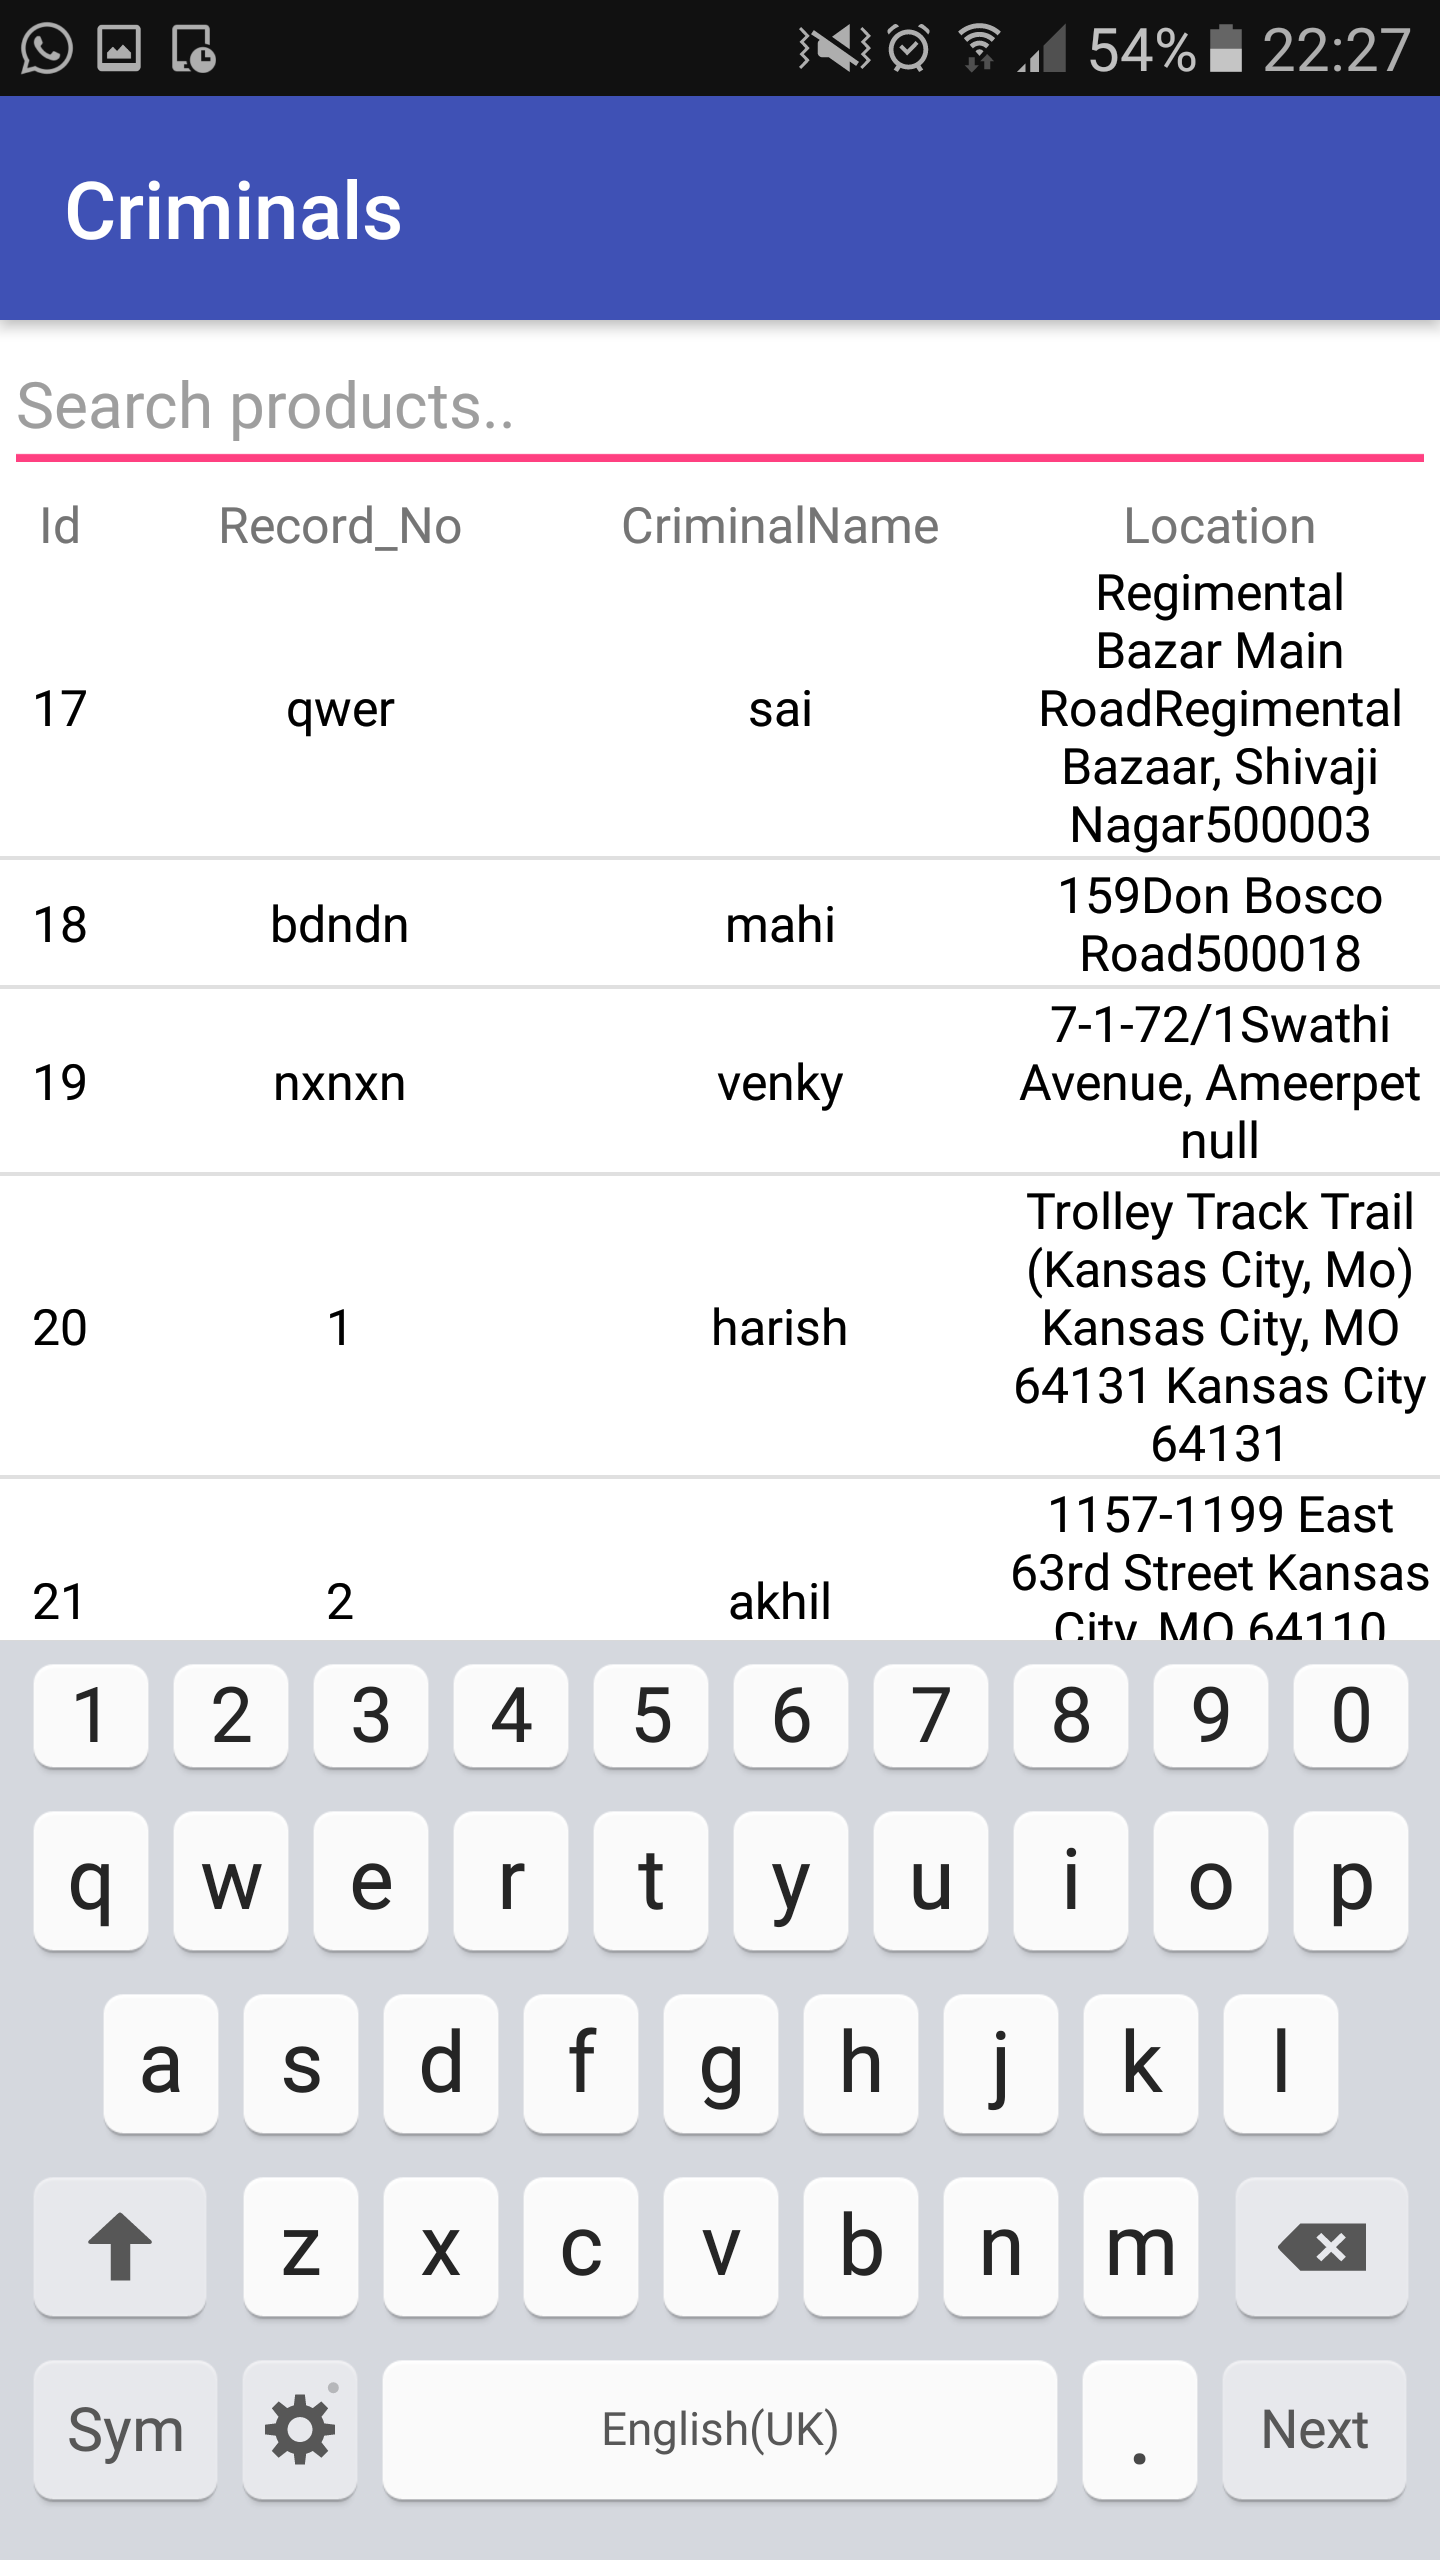 54% 22:27
Criminals
Search products..
Id Record_No CriminalName Location
17 qwer sai Regimental
Bazar Main
RoadRegimental
Bazaar, Shivaji
Nagar500003
18 bdndn mahi 159Don Bosco
Road500018
19 nxnxn venky 7-1-72/1Swathi
Avenue, Ameerpet
null
20 1 harish Trolley Track Trail
(Kansas City, Mo)
Kansas City, MO
64131 Kansas City
64131
21 2 akhil 1157-1199 East
63rd Street Kansas
City, MO 64110
1 2 3 4 5 6 7 8 9 0
q w e r t y u i o p
a s d f g h j k l
z x c v b n m
Sym English(UK) . Next